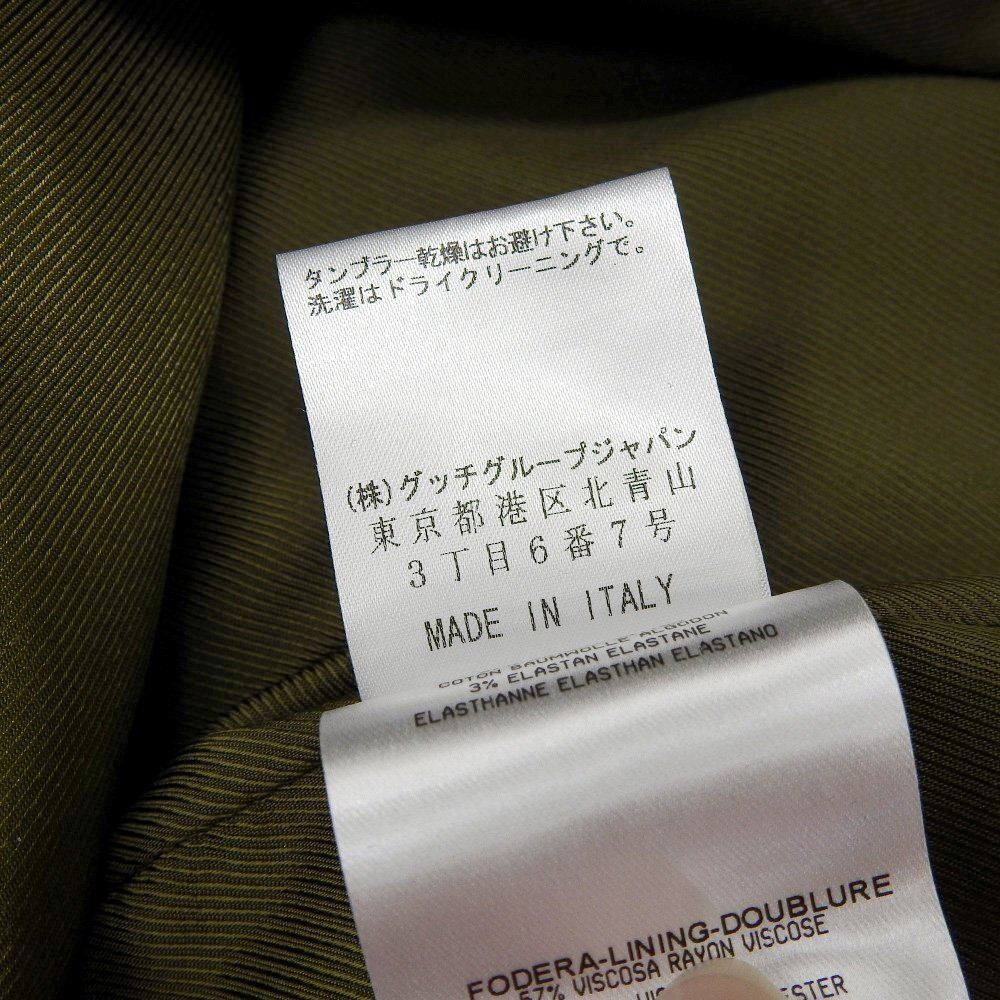 タンブラー乾燥はお避け下さい。
洗濯はドライクリーニングで。
(株)グッチグループジャパン
東京都港区北青山
3丁目6番7号
MADE IN ITALY
COTON BAUMWOLLE ALGODON
3% ELASTAN ELASTANE
ELASTHANNE ELASTHAN ELASTANO
FODERA-LINING-DOUBLURE
57% VISCOSA RAYON VISCOSE